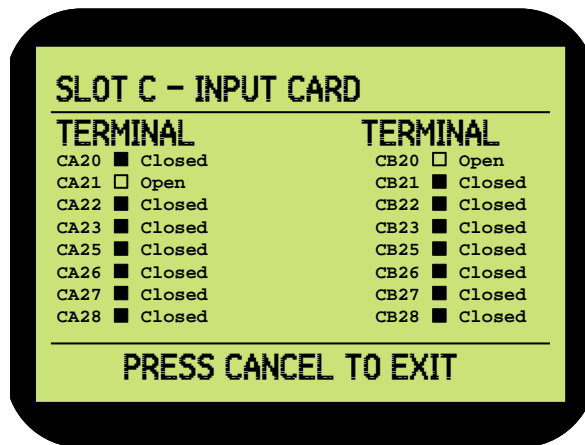 SLOT C – INPUT CARD
TERMINAL TERMINAL
CA20 ■ Closed CB20 □ Open
CA21 □ Open CB21 ■ Closed
CA22 ■ Closed CB22 ■ Closed
CA23 ■ Closed CB23 ■ Closed
CA25 ■ Closed CB25 ■ Closed
CA26 ■ Closed CB26 ■ Closed
CA27 ■ Closed CB27 ■ Closed
CA28 ■ Closed CB28 ■ Closed
PRESS CANCEL TO EXIT